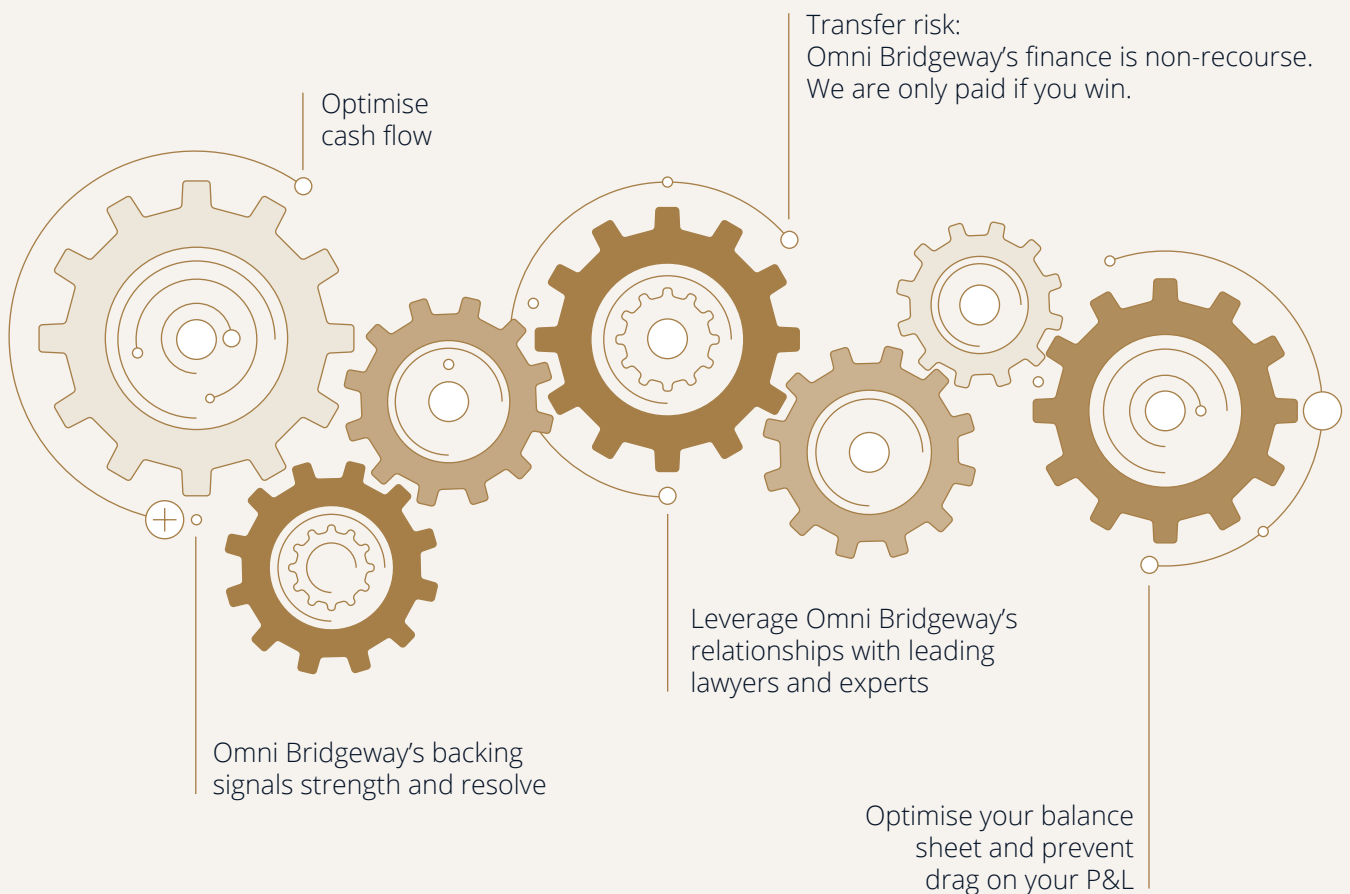 Transfer risk:
Omni Bridgeway’s finance is non-recourse.
We are only paid if you win.
Optimise
cash flow
Leverage Omni Bridgeway’s
relationships with leading
lawyers and experts
Omni Bridgeway’s backing
signals strength and resolve
Optimise your balance
sheet and prevent
drag on your P&L